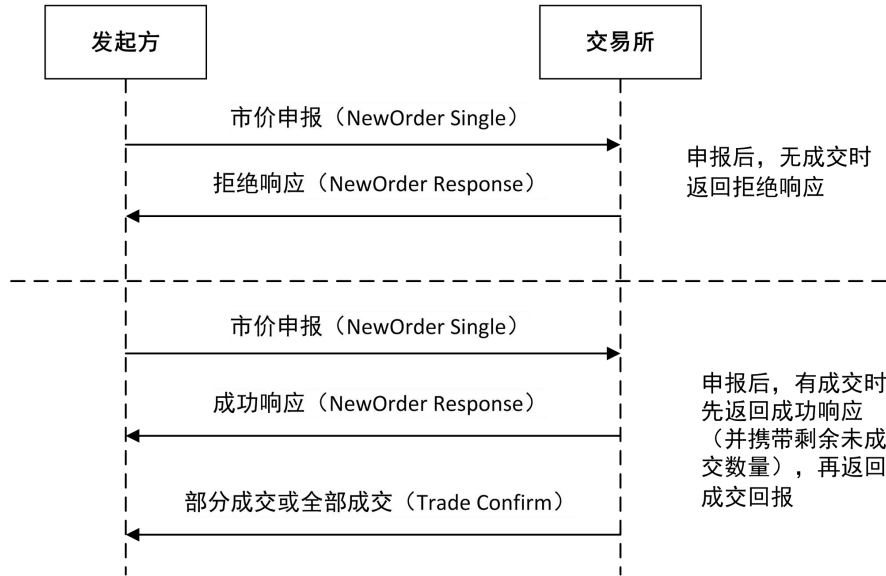 发起方
交易所
市价申报（NewOrder Single）
申报后，无成交时
返回拒绝响应
拒绝响应（NewOrder Response）
市价申报（NewOrder Single）
申报后，有成交时
先返回成功响应
（并携带剩余未成
交数量），再返回
成交回报
成功响应（NewOrder Response）
部分成交或全部成交（Trade Confirm）